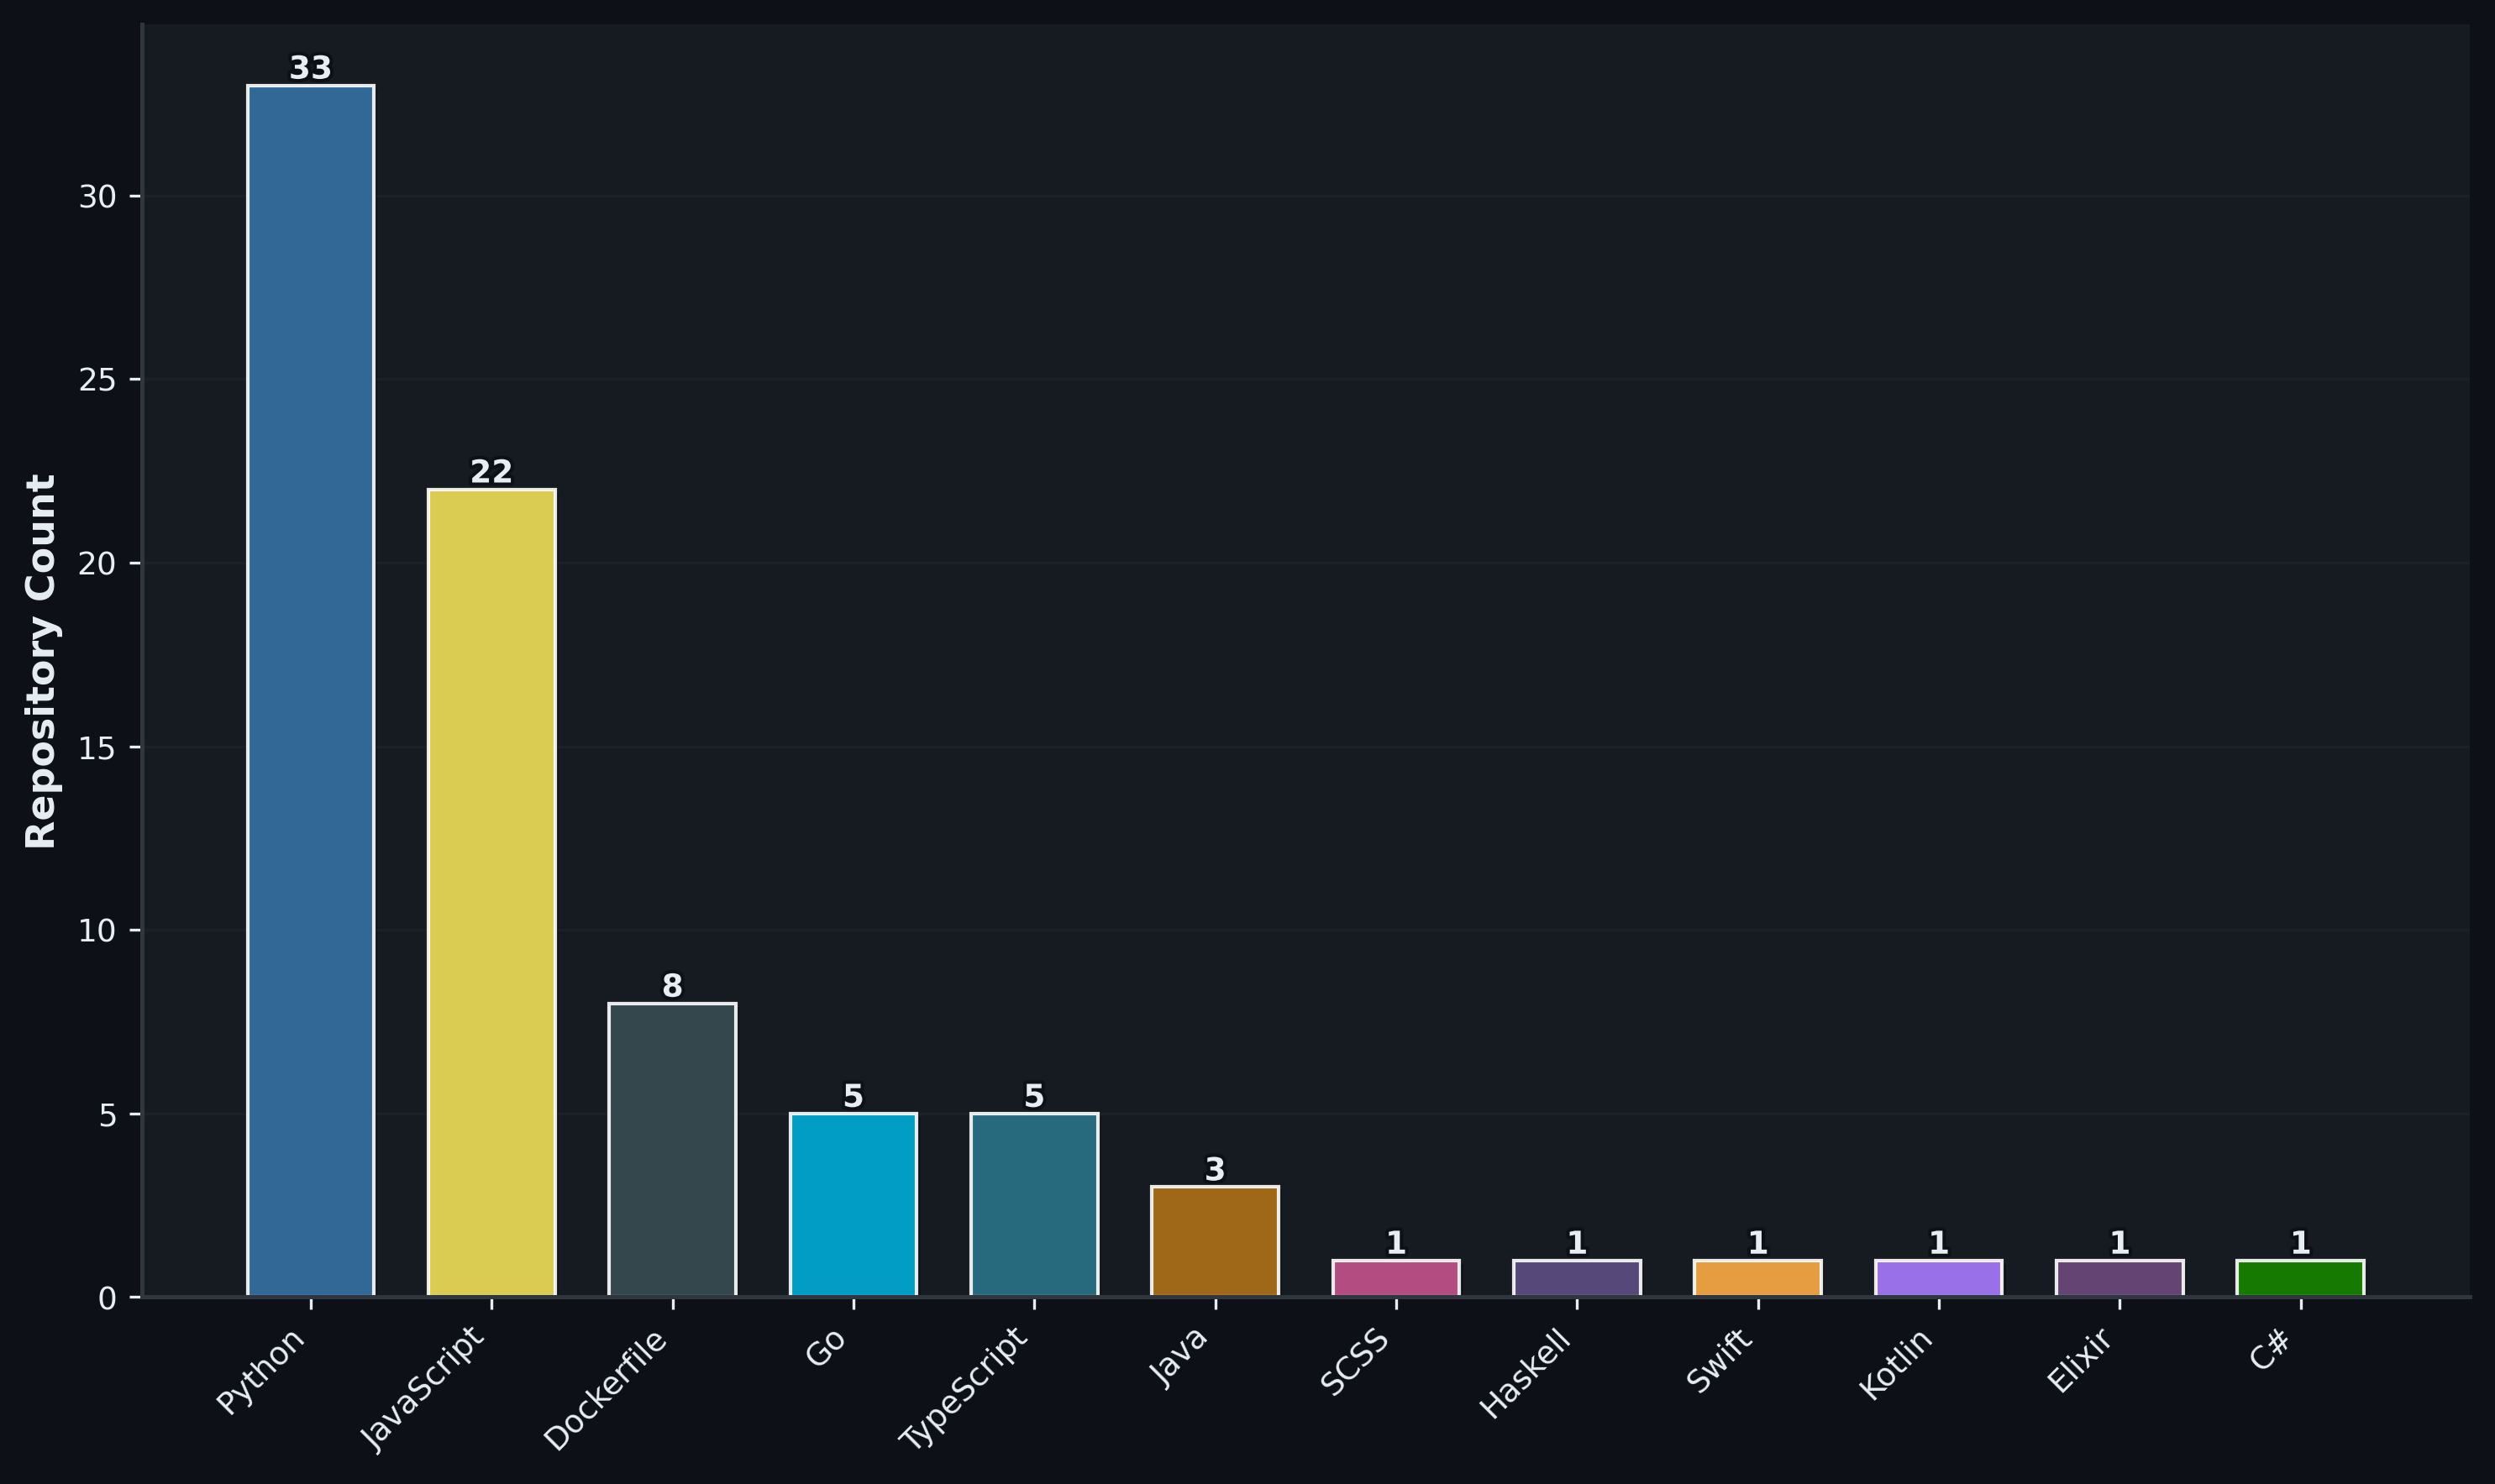 Repository Count
30
25
20
15
10
5
0
33
22
8
5
5
3
1
1
1
1
1
1
Python
JavaScript
Dockerfile
Go
TypeScript
Java
SCSS
Haskell
Swift
Kotlin
Elixir
C#